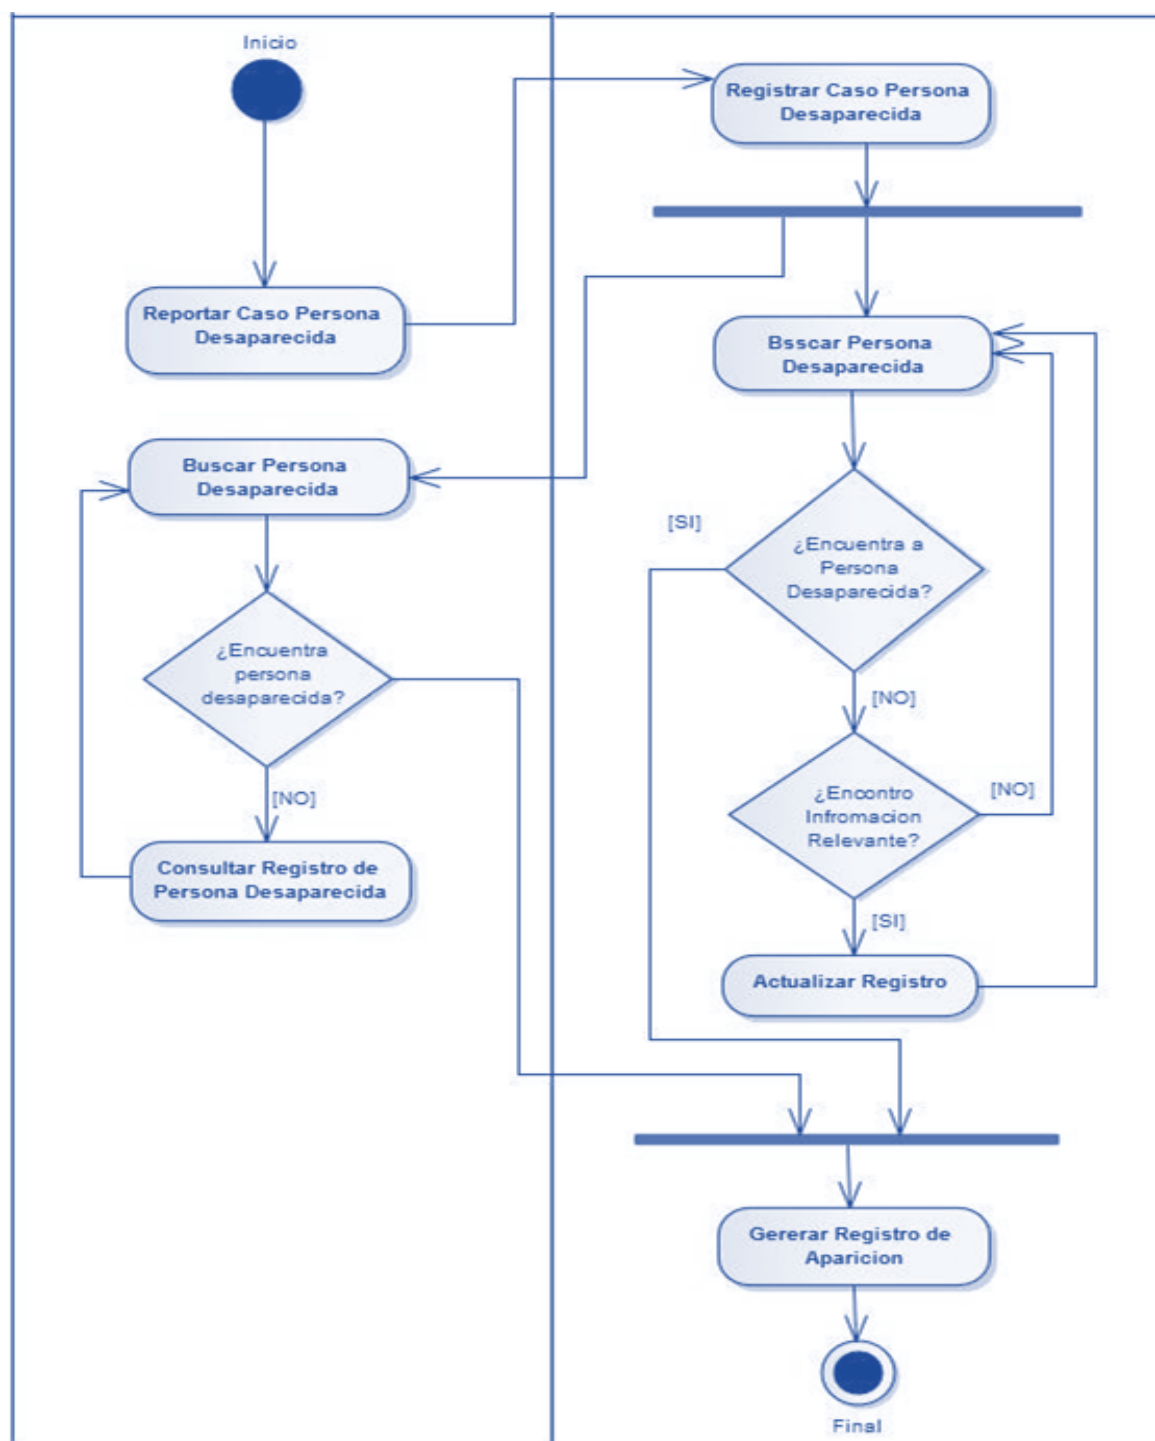 Inicio
Reportar Caso Persona
Desaparecida
Buscar Persona
Desaparecida
¿Encuentra
persona
desaparecida?
[NO]
Consultar Registro de
Persona Desaparecida
Registrar Caso Persona
Desaparecida
Bsscar Persona
Desaparecida
[SI]
¿Encuentra a
Persona
Desaparecida?
[NO]
¿Encontro
Infromacion
Relevante?
[NO]
[SI]
Actualizar Registro
Gererar Registro de
Aparicion
Final